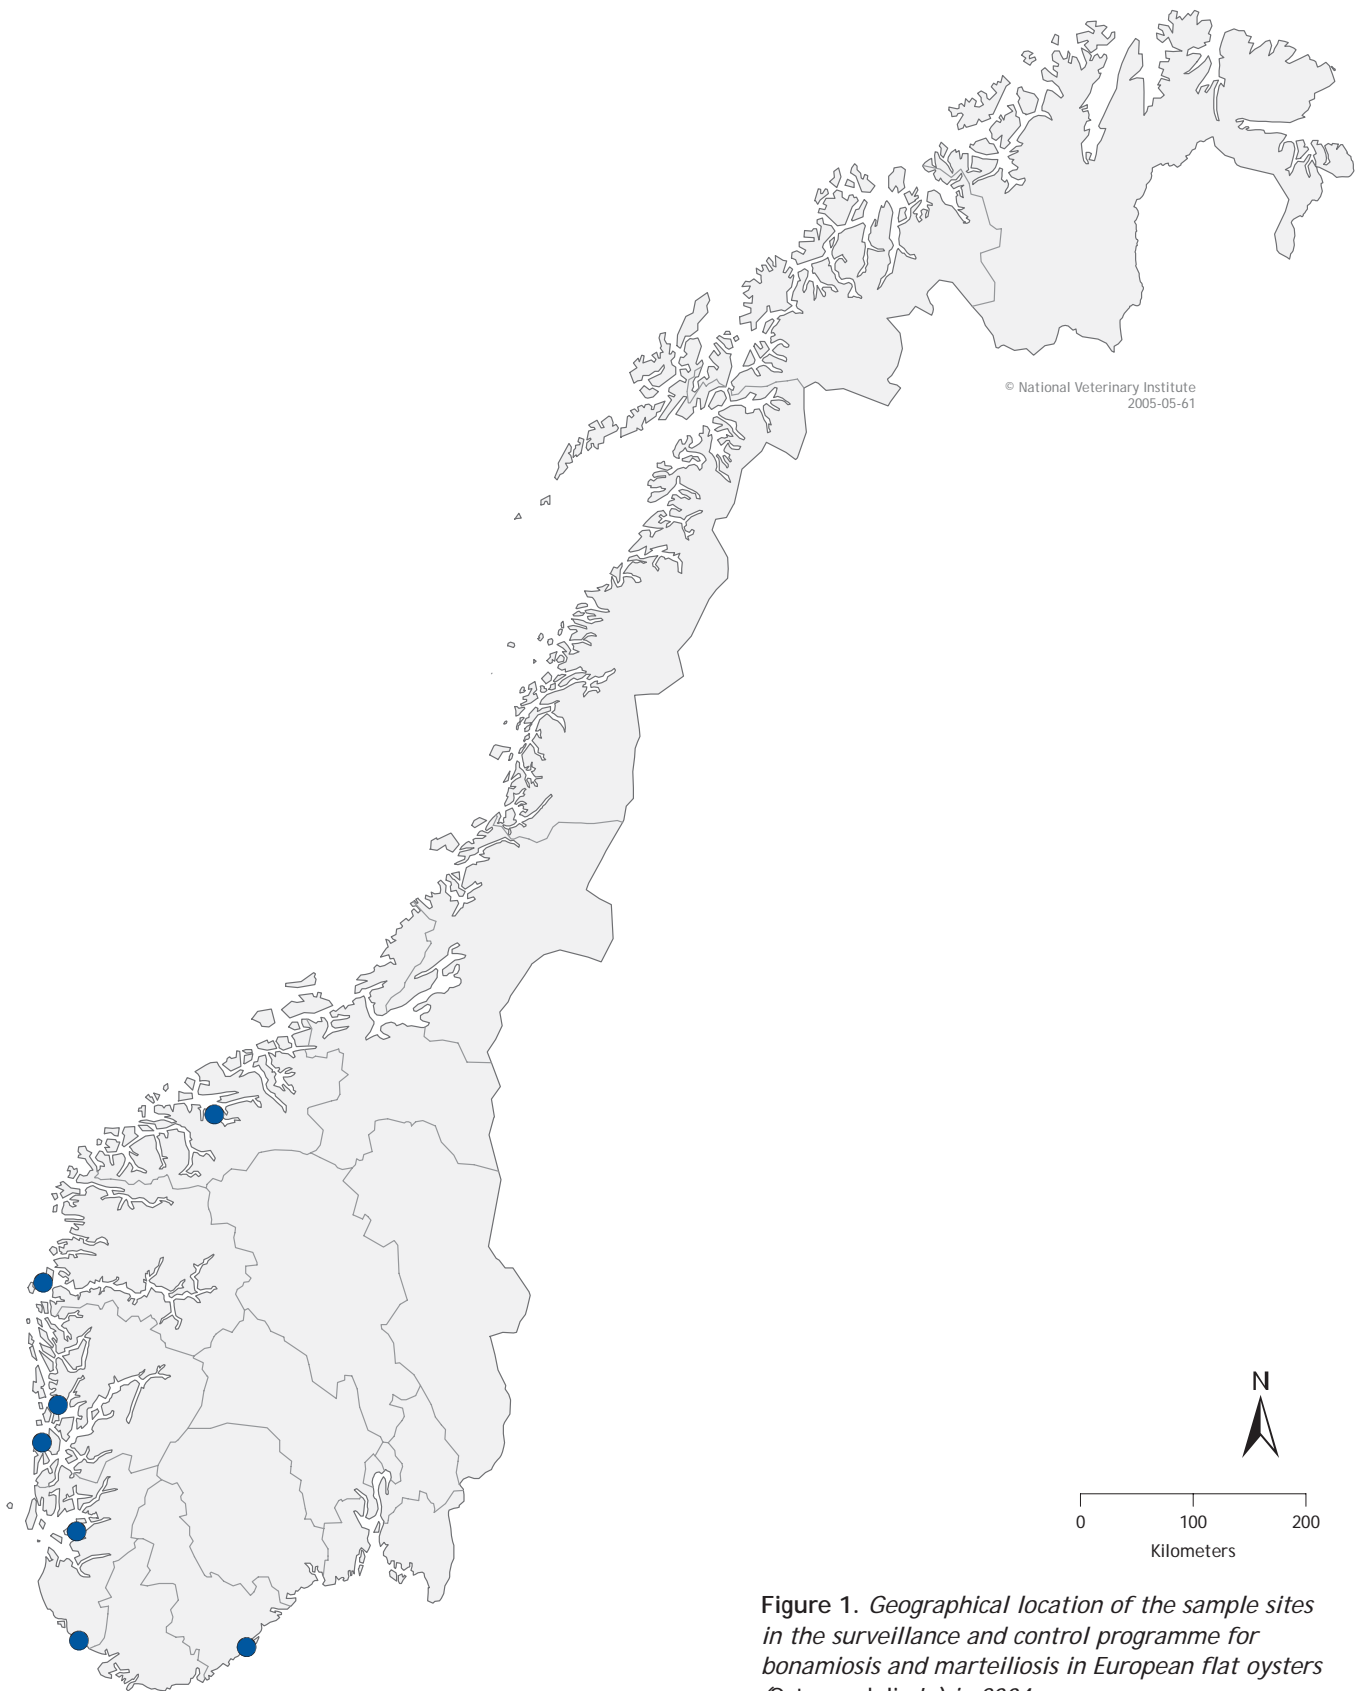 © National Veterinary Institute
2005-05-61
N
0 100 200
Kilometers
Figure 1. Geographical location of the sample sites
in the surveillance and control programme for
bonamiosis and marteiliosis in European flat oysters